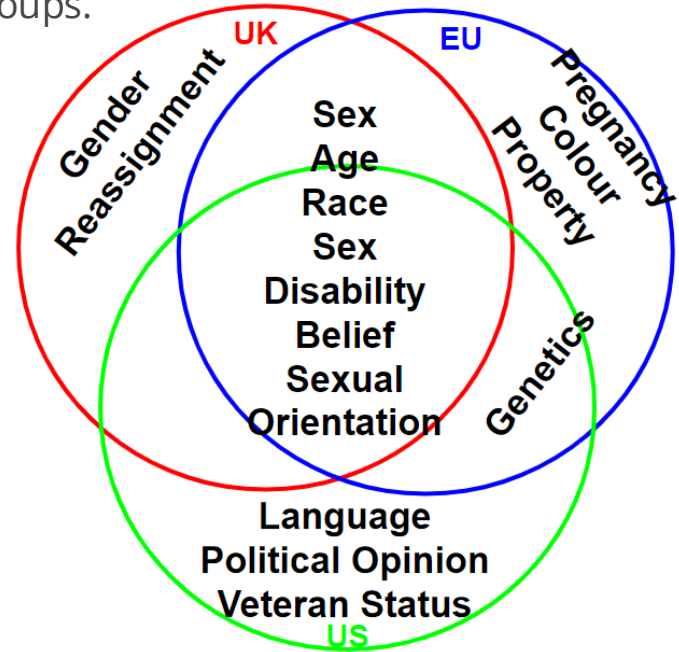 oups.
UK
EU
Gender
Reassignment
Sex
Age
Race
Sex
Disability
Belief
Sexual
Orientation
Pregnancy
Colour
Property
Genetics
Language
Political Opinion
Veteran Status
US